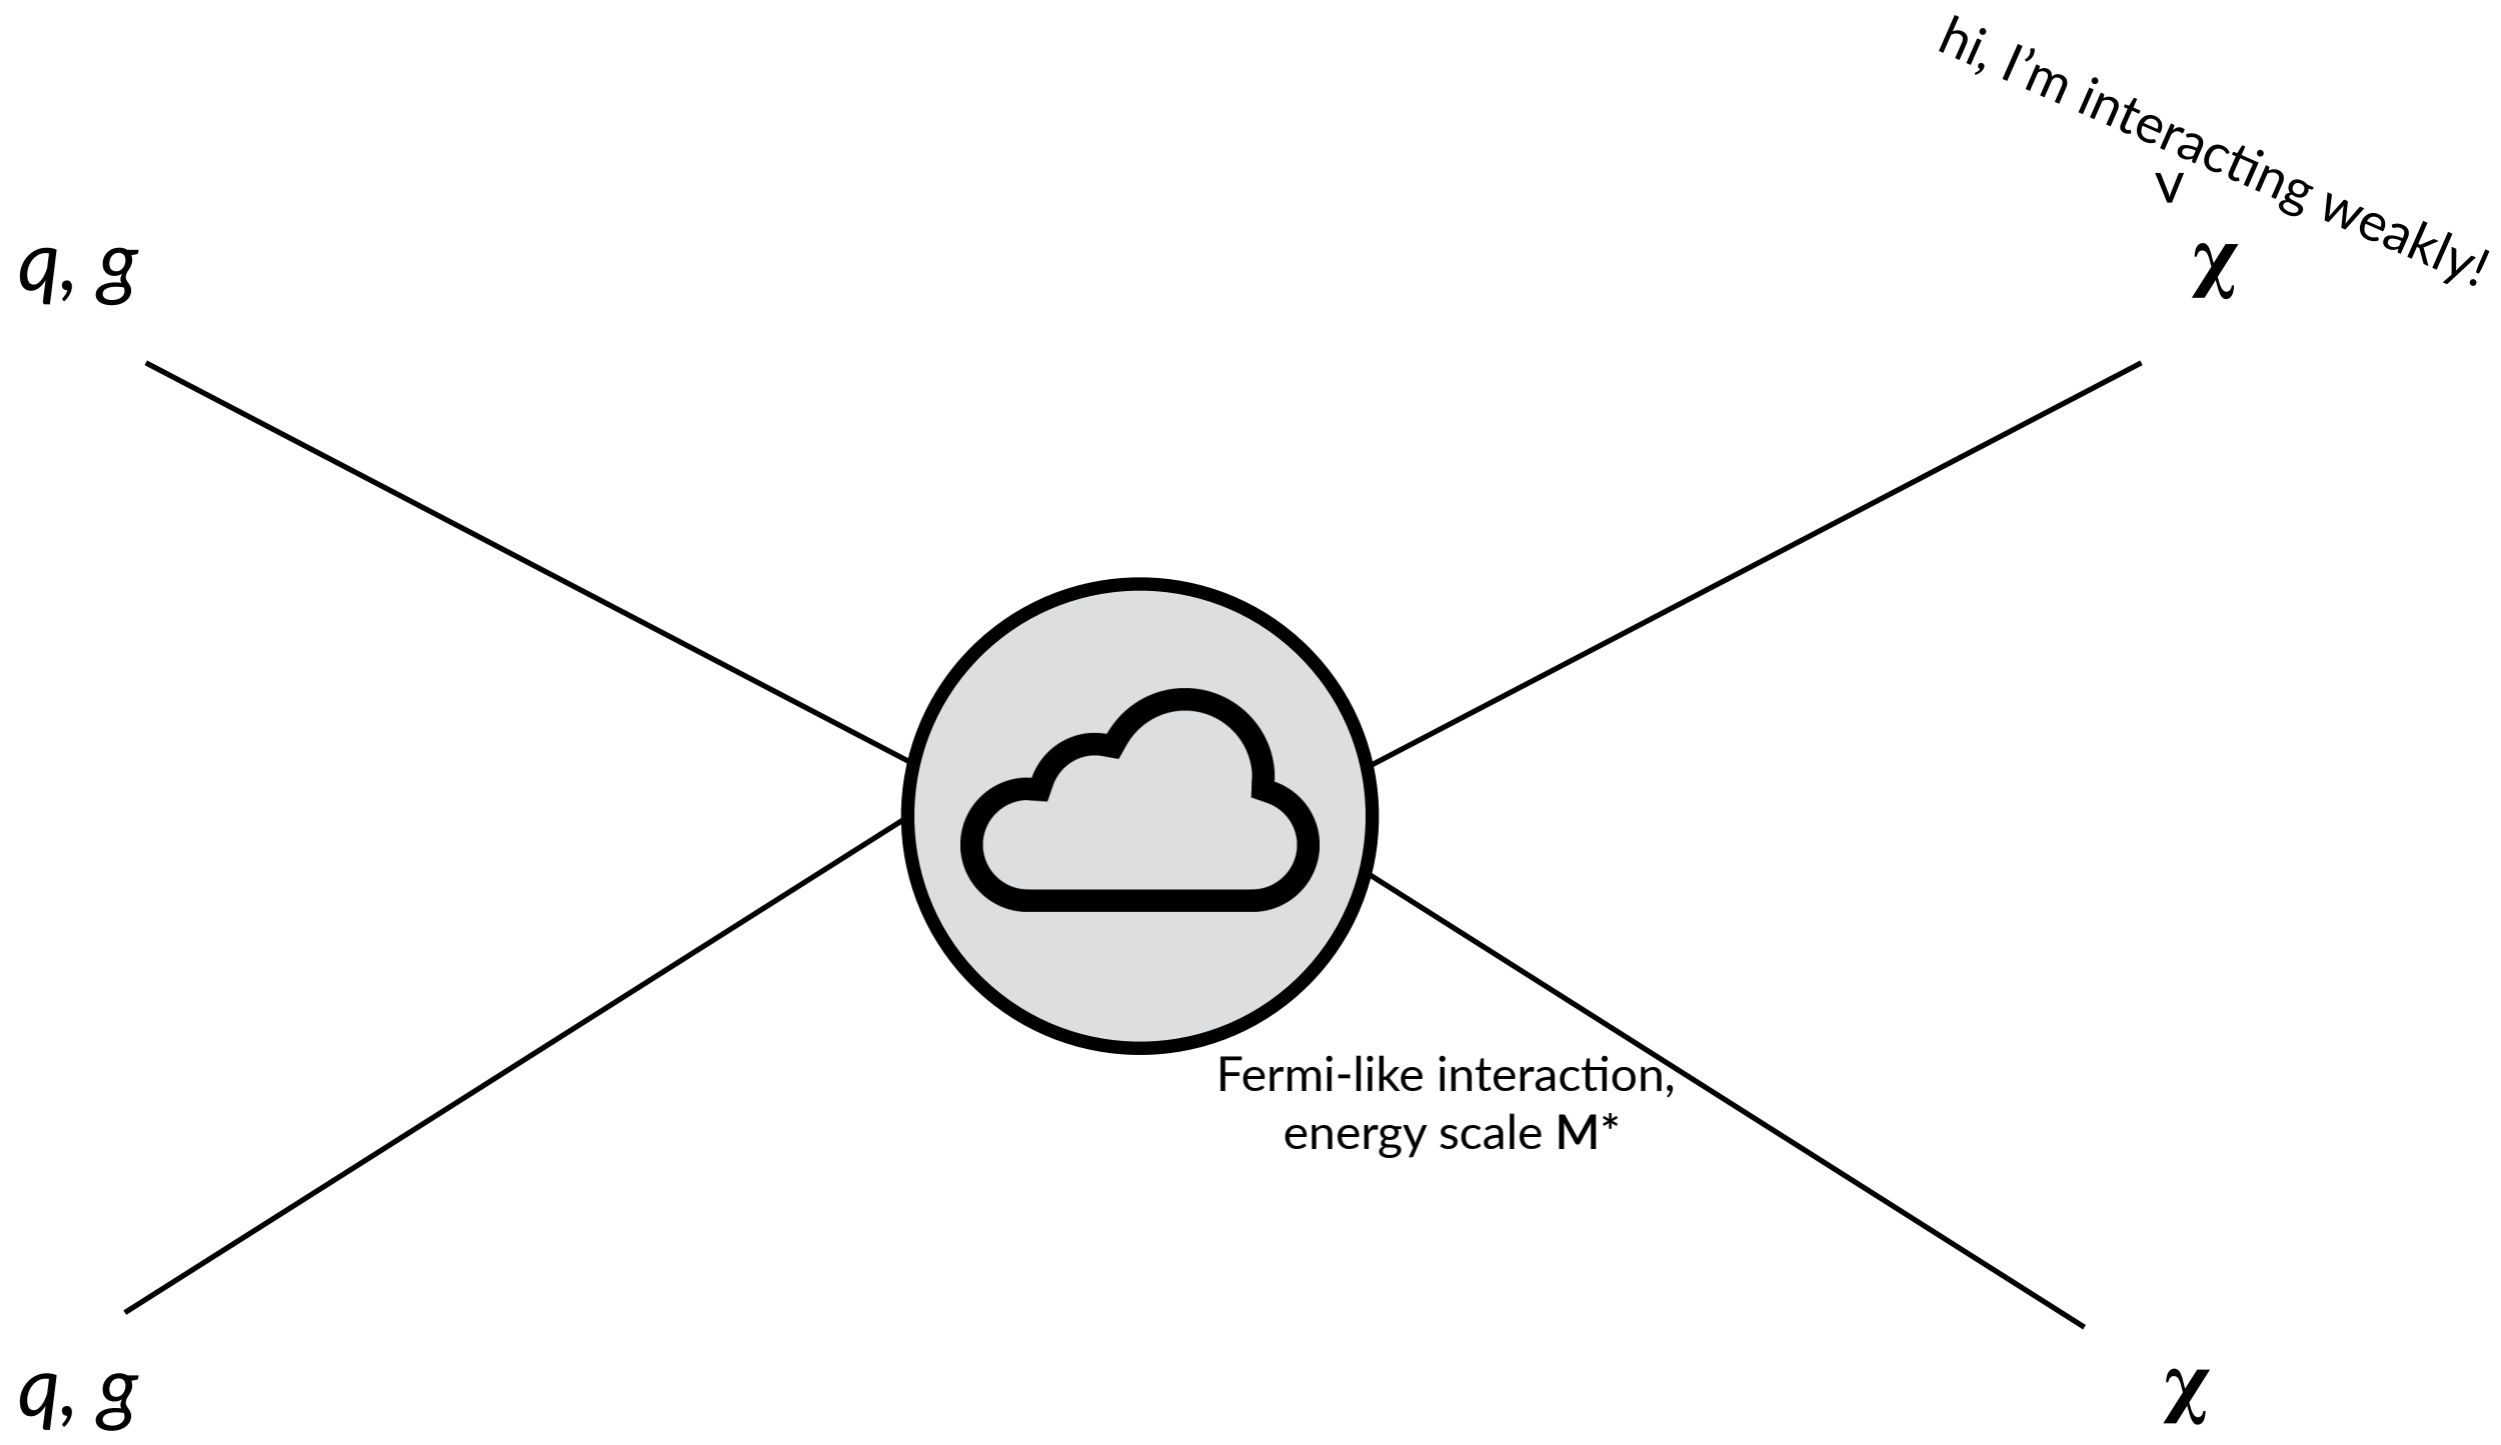 hi, I’m interacting weakly!
<
q, g
χ
Fermi-like interaction,
energy scale M*
q, g
χ